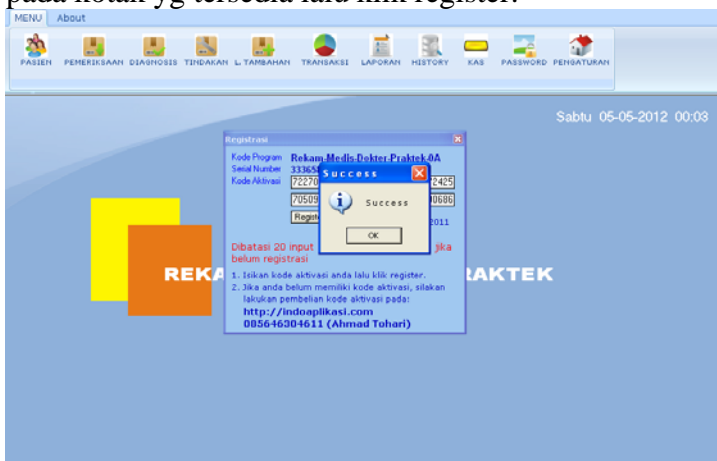 pada kotak yg tersedia lalu klik register.
MENU About
PASIEN PEMERIKSAAN DIAGNOSIS TINDAKAN L. TAMBAHAN TRANSAKSI LAPORAN HISTORY KAS PASSWORD PENGATURAN
Sabtu 05-05-2012 00:03
Registrasi
Kode Program Rekam-Medis-Dokter-Praktek-0A
Serial Number
Kode Aktivasi
Success
Success
OK
2011
Dibatasi 20 input jika
belum registrasi
1. Isikan kode aktivasi anda lalu klik register.
2. Jika anda belum memiliki kode aktivasi, silakan
lakukan pembelian kode aktivasi pada:
http://indoaplikasi.com
085646304611 (Ahmad Tohari)
REKA RAKTEK